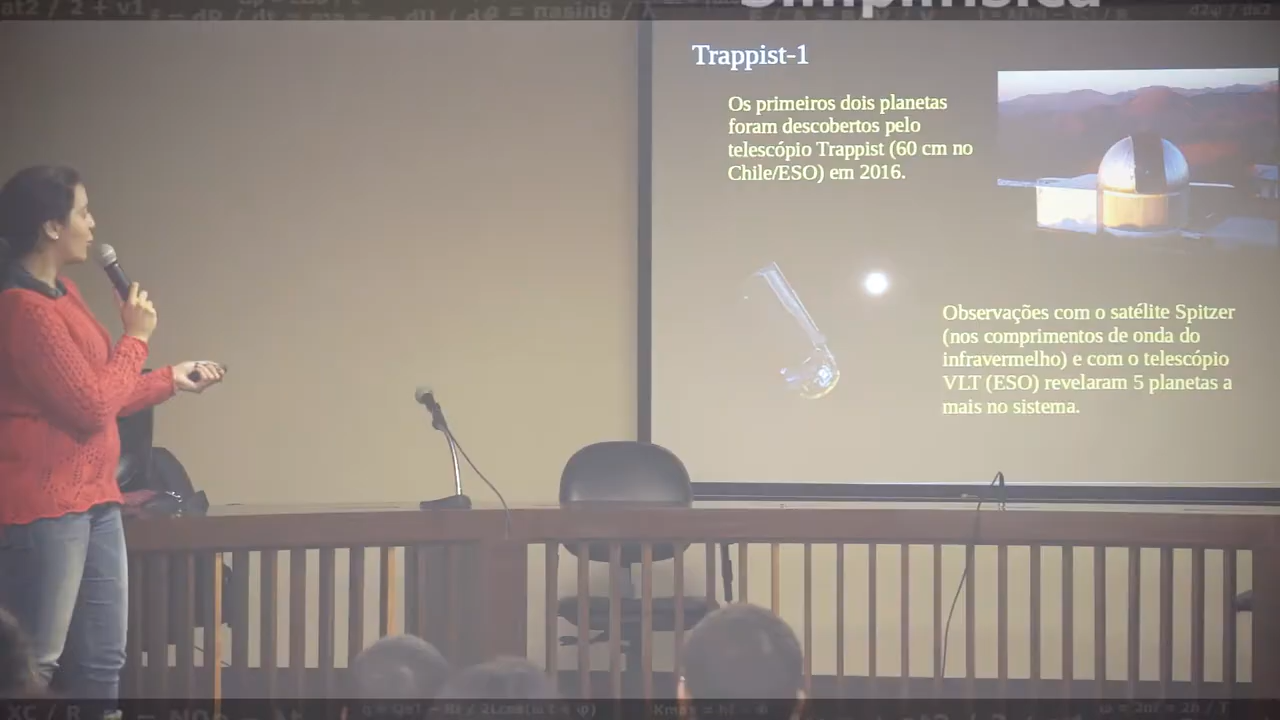 Simplifísica
Trappist-1
Os primeiros dois planetas
foram descobertos pelo
telescópio Trappist (60 cm no
Chile/ESO) em 2016.
Observações com o satélite Spitzer
(nos comprimentos de onda do
infravermelho) e com o telescópio
VLT (ESO) revelaram 5 planetas a
mais no sistema.